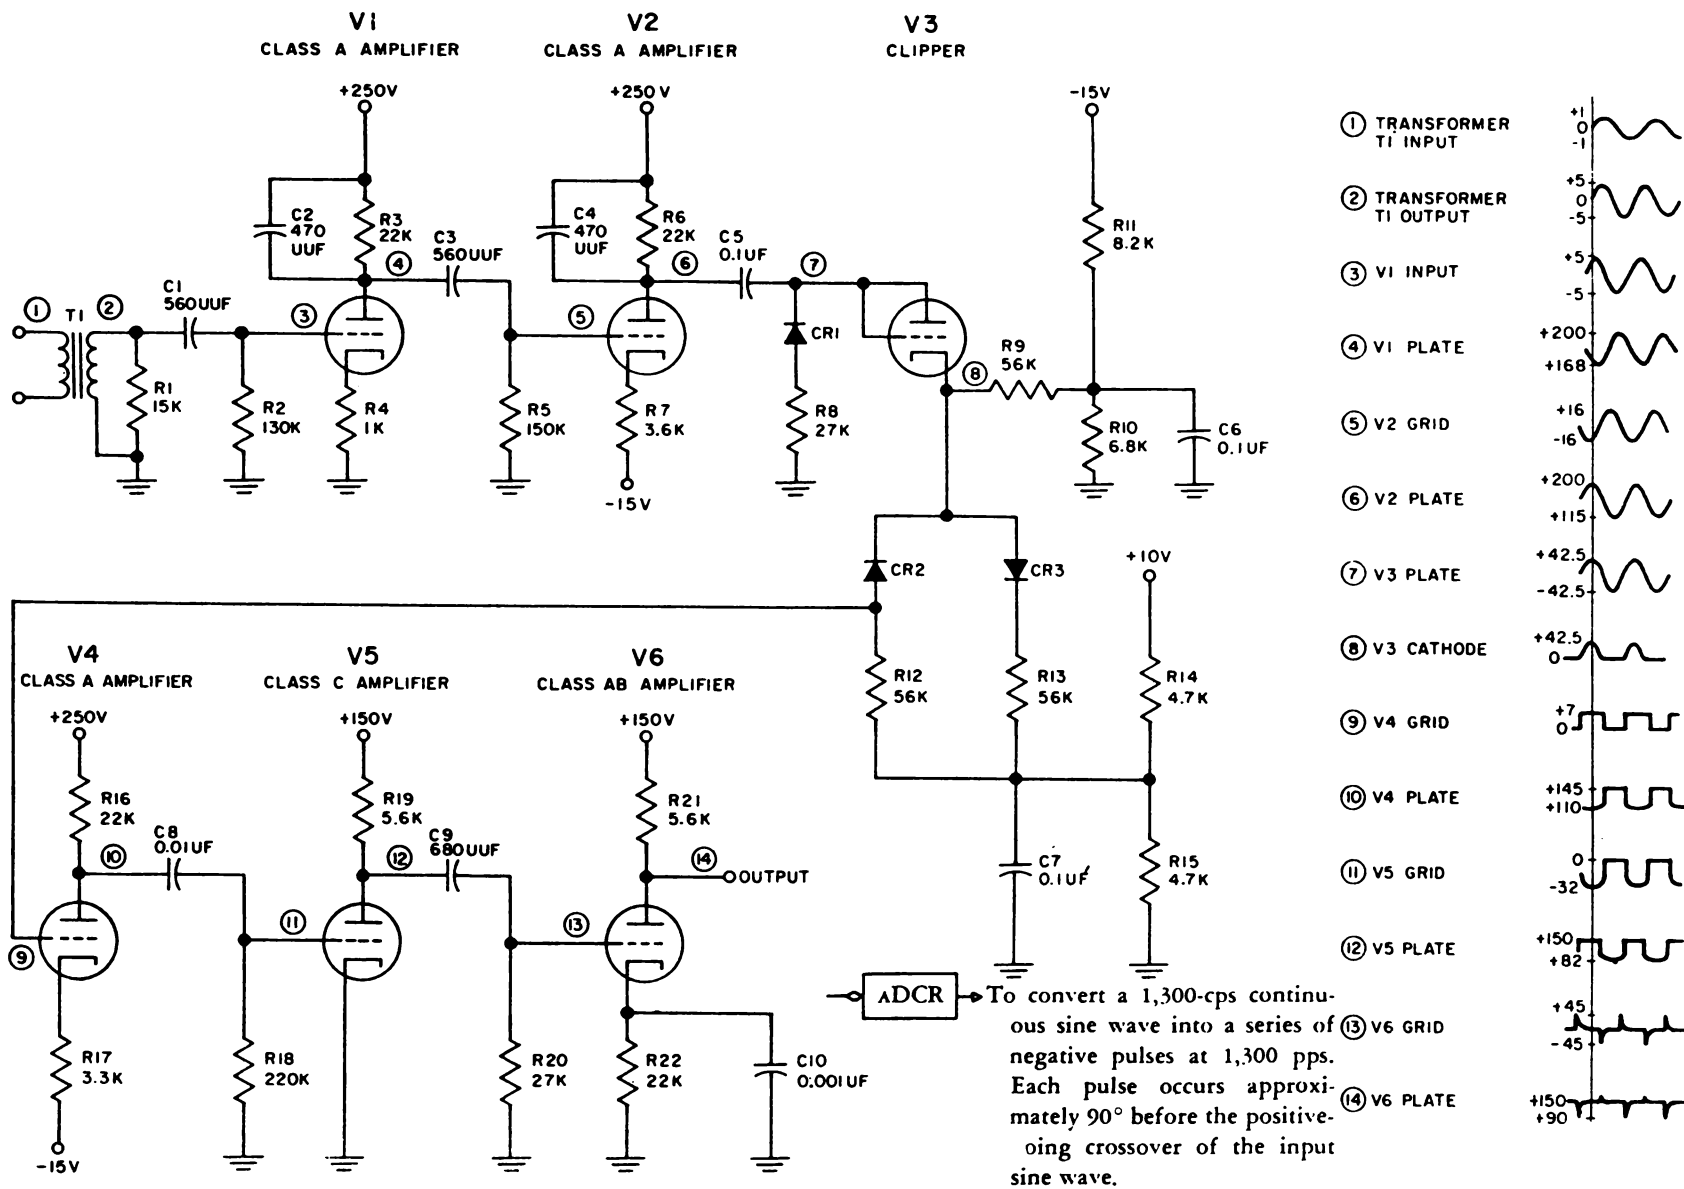 V1
CLASS A AMPLIFIER
V2
CLASS A AMPLIFIER
V3
CLIPPER
+250V
+250V
-15V
C2
470
UUF
R3
22K
C3
560UUF
④
C4
470
UUF
R6
22K
C5
0.1UF
⑥
⑦
R11
8.2K
①
T1
②
C1
560UUF
③
⑤
CR1
R9
56K
⑧
R1
15K
R2
130K
R4
1K
R5
150K
R7
3.6K
-15V
R8
27K
R10
6.8K
C6
0.1UF
CR2
CR3
+10V
R12
56K
R13
56K
R14
4.7K
C7
0.1UF
R15
4.7K
V4
CLASS A AMPLIFIER
V5
CLASS C AMPLIFIER
V6
CLASS AB AMPLIFIER
+250V
+150V
+150V
R16
22K
C8
0.01UF
⑩
R19
5.6K
C9
680UUF
⑫
R21
5.6K
⑭
OUTPUT
⑨
⑪
⑬
R17
3.3K
-15V
R18
220K
R20
27K
R22
22K
C10
0.001UF
ADCR
To convert a 1,300-cps continu-
ous sine wave into a series of
negative pulses at 1,300 pps.
Each pulse occurs approxi-
mately 90° before the positive-
oing crossover of the input
sine wave.
① TRANSFORMER
T1 INPUT
+1
0
-1
② TRANSFORMER
T1 OUTPUT
+5
0
-5
③ V1 INPUT
+5
-5
④ V1 PLATE
+200
+168
⑤ V2 GRID
+16
-16
⑥ V2 PLATE
+200
+115
⑦ V3 PLATE
+42.5
-42.5
⑧ V3 CATHODE
+42.5
0
⑨ V4 GRID
+7
0
⑩ V4 PLATE
+145
+110
⑪ V5 GRID
0
-32
⑫ V5 PLATE
+150
+82
⑬ V6 GRID
+45
-45
⑭ V6 PLATE
+150
+90